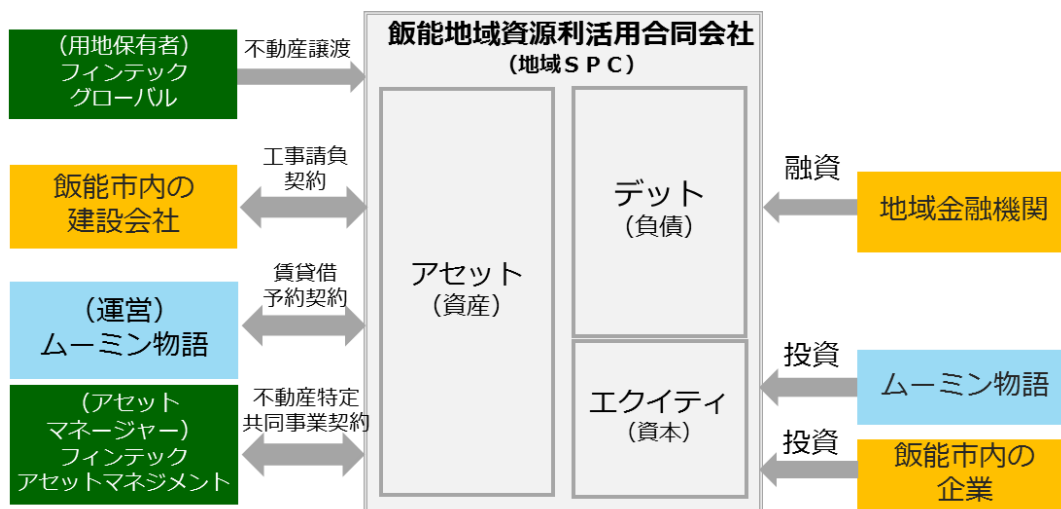 飯能地域資源利活用合同会社
(地域SPC)
(用地保有者)
フィンテック
グローバル
不動産譲渡
飯能市内の
建設会社
工事請負
契約
(運営)
ムーミン物語
賃貸借
予約契約
(アセット
マネージャー)
フィンテック
アセットマネジメント
不動産特定
共同事業契約
アセット
(資産)
デット
(負債)
エクイティ
(資本)
融資
地域金融機関
投資
ムーミン物語
投資
飯能市内の
企業